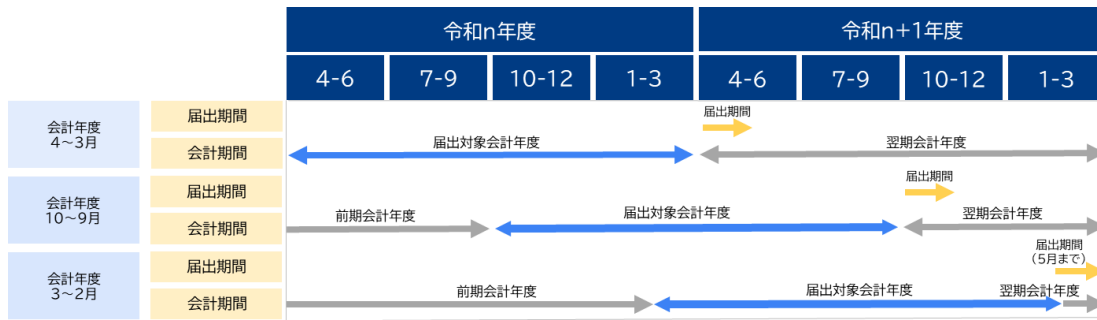 令和n年度
令和n+1年度
4-6
7-9
10-12
1-3
4-6
7-9
10-12
1-3
会計年度
4～3月
届出期間
届出期間
会計期間
届出対象会計年度
翌期会計年度
会計年度
10～9月
届出期間
届出期間
会計期間
前期会計年度
届出対象会計年度
翌期会計年度
会計年度
3～2月
届出期間
届出期間
（5月まで）
会計期間
前期会計年度
届出対象会計年度
翌期会計年度